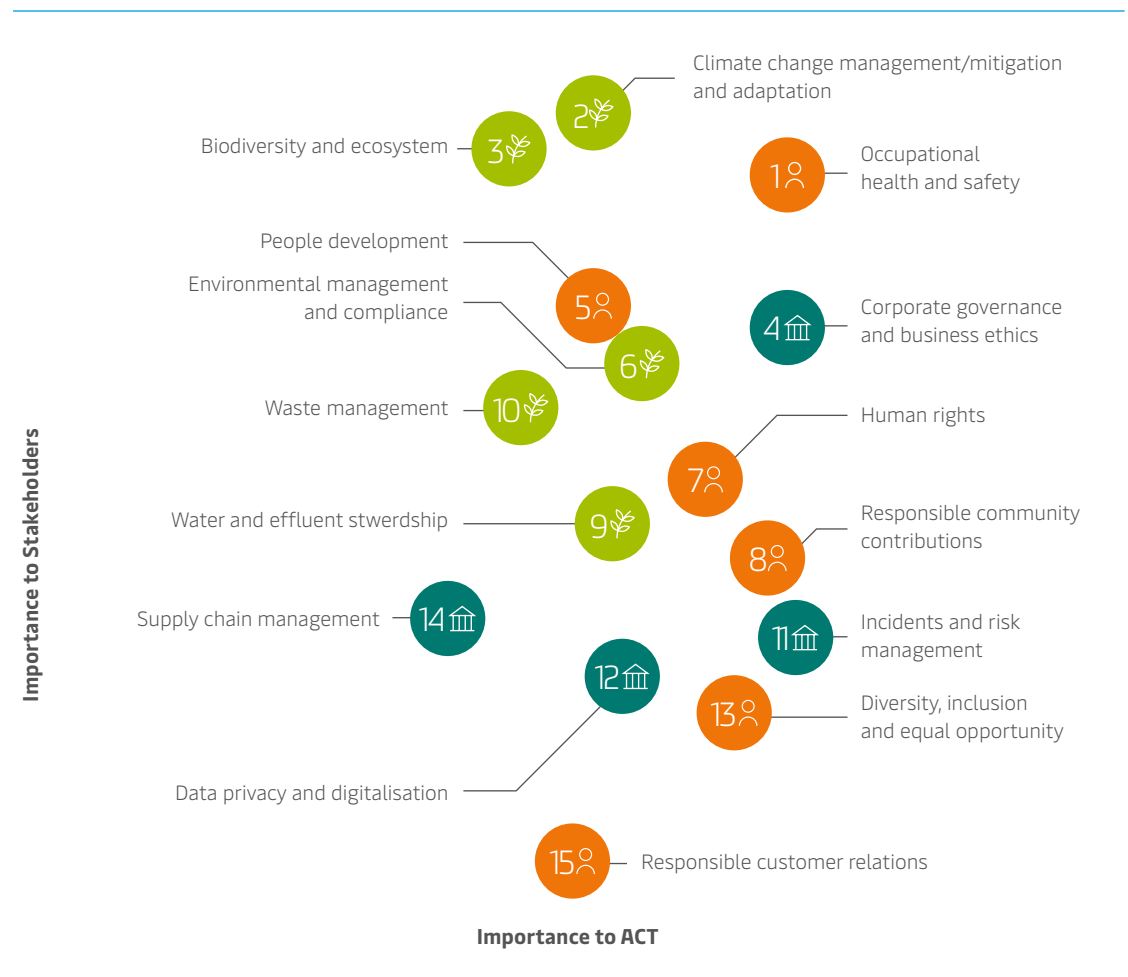 Climate change management/mitigation
and adaptation
2
Biodiversity and ecosystem
3
Occupational
health and safety
1
People development
5
Environmental management
and compliance
6
Corporate governance
and business ethics
4
Waste management
10
Human rights
7
Water and effluent stwerdship
9
Responsible community
contributions
8
Supply chain management
14
Incidents and risk
management
11
12
Diversity, inclusion
and equal opportunity
13
Data privacy and digitalisation
15
Responsible customer relations
Importance to Stakeholders
Importance to ACT